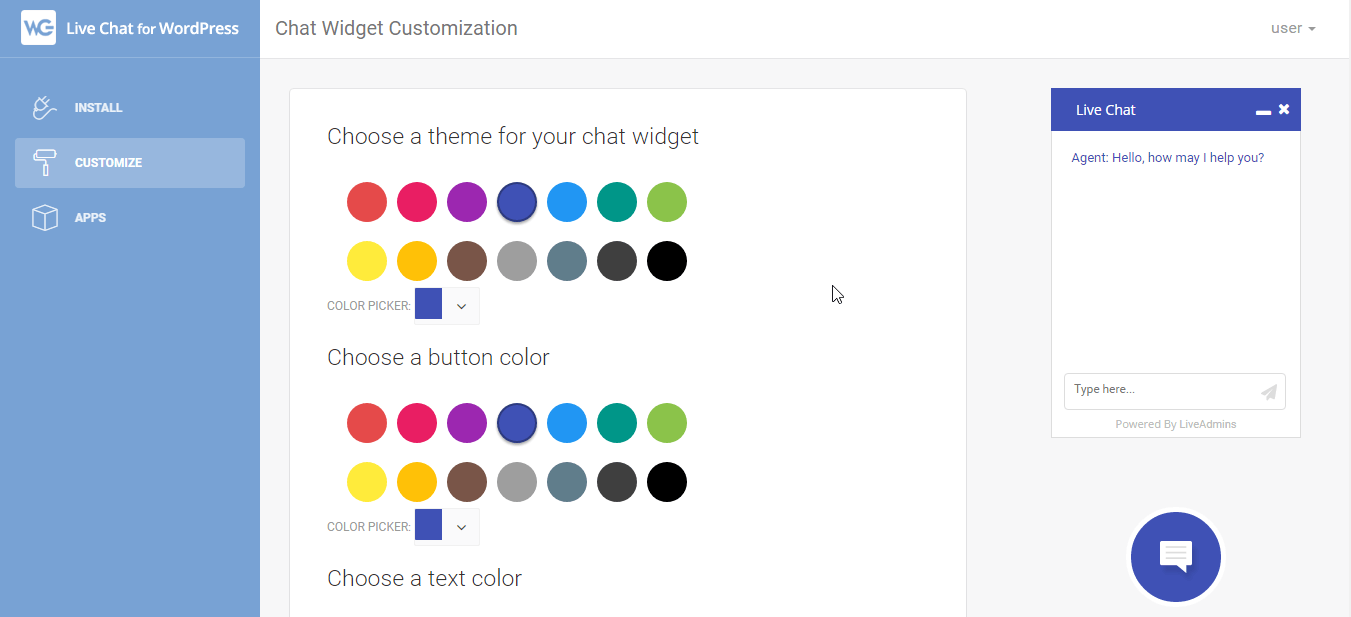 WG Live Chat for WordPress
Chat Widget Customization
user
INSTALL
CUSTOMIZE
APPS
Choose a theme for your chat widget
COLOR PICKER:
Choose a button color
COLOR PICKER:
Choose a text color
Live Chat
Agent: Hello, how may I help you?
Type here...
Powered By LiveAdmins